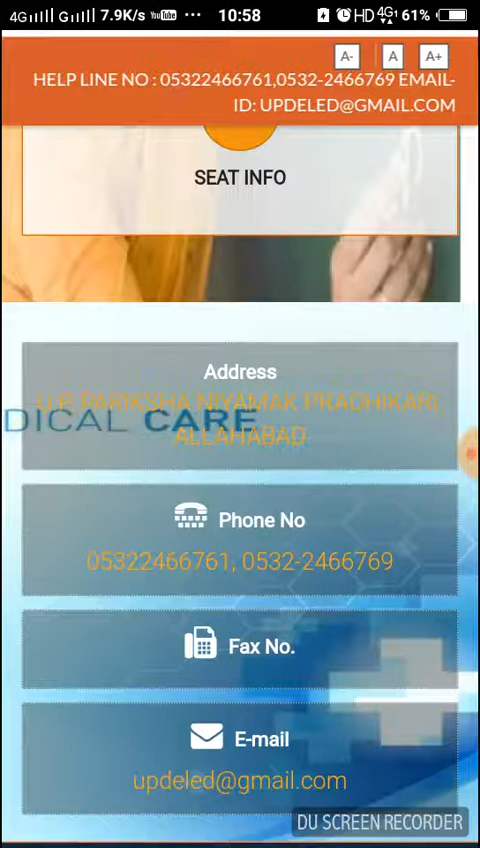 4G 4G 7.9K/s YouTube ••• 10:58 HD 4G 61%
A- A A+
HELP LINE NO : 05322466761,0532-2466769 EMAIL-
ID: UPDELED@GMAIL.COM
SEAT INFO
Address
U.P. PARIKSHA NIYAMAK PRADHIKARI,
DICAL CARE
ALLAHABAD
Phone No
05322466761, 0532-2466769
Fax No.
E-mail
updeled@gmail.com
DU SCREEN RECORDER